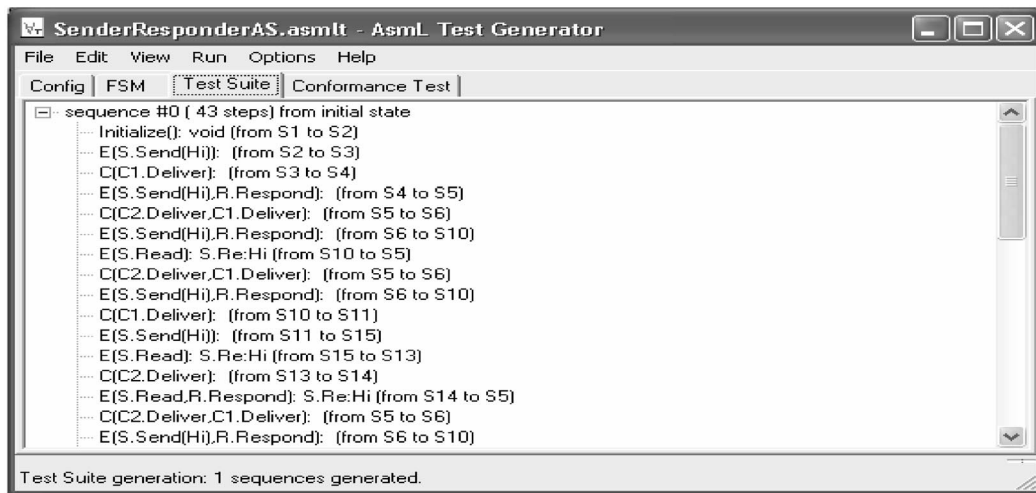 SenderResponderAS.asmlt - AsmL Test Generator
File Edit View Run Options Help
Config FSM Test Suite Conformance Test
sequence #0 ( 43 steps) from initial state
Initialize(): void (from S1 to S2)
E(S.Send(Hi)): (from S2 to S3)
C(C1.Deliver): (from S3 to S4)
E(S.Send(Hi),R.Respond): (from S4 to S5)
C(C2.Deliver,C1.Deliver): (from S5 to S6)
E(S.Send(Hi),R.Respond): (from S6 to S10)
E(S.Read): S.Re:Hi (from S10 to S5)
C(C2.Deliver,C1.Deliver): (from S5 to S6)
E(S.Send(Hi),R.Respond): (from S6 to S10)
C(C1.Deliver): (from S10 to S11)
E(S.Send(Hi)): (from S11 to S15)
E(S.Read): S.Re:Hi (from S15 to S13)
C(C2.Deliver): (from S13 to S14)
E(S.Read,R.Respond): S.Re:Hi (from S14 to S5)
C(C2.Deliver,C1.Deliver): (from S5 to S6)
E(S.Send(Hi),R.Respond): (from S6 to S10)
Test Suite generation: 1 sequences generated.